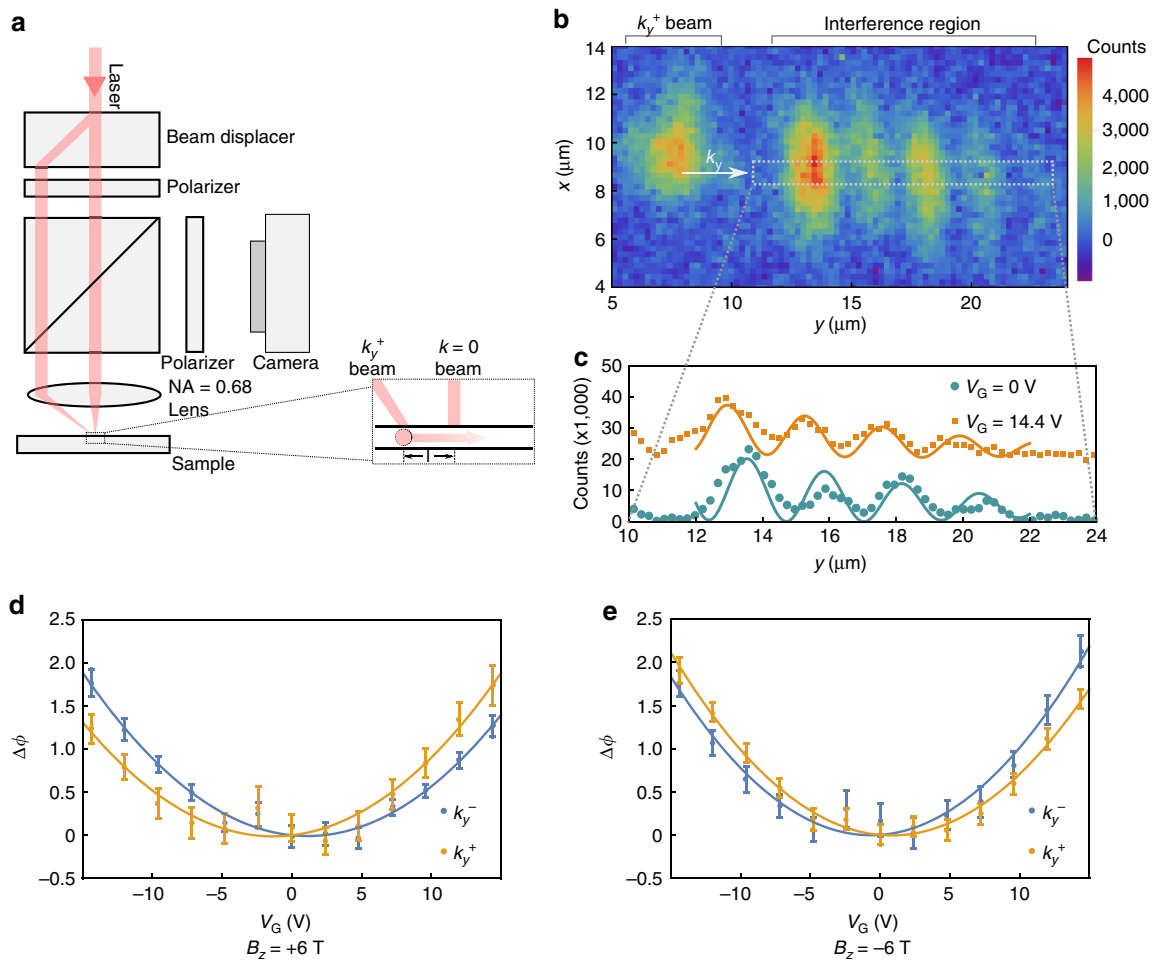 a
Laser
Beam displacer
Polarizer
Polarizer
Camera
NA = 0.68
Lens
Sample
k_y^+ beam
k = 0 beam
l
b
k_y^+ beam
Interference region
Counts
14
12
10
8
6
4
x (μm)
k_y
5
10
15
20
y (μm)
4,000
3,000
2,000
1,000
0
c
50
40
30
20
10
0
Counts (x1,000)
V_G = 0 V
V_G = 14.4 V
10
12
14
16
18
20
22
24
y (μm)
d
2.5
2.0
1.5
1.0
0.5
0
−0.5
Δϕ
k_y^−
k_y^+
−10
−5
0
5
10
V_G (V)
B_z = +6 T
e
2.5
2.0
1.5
1.0
0.5
0
−0.5
Δϕ
k_y^−
k_y^+
−10
−5
0
5
10
V_G (V)
B_z = −6 T